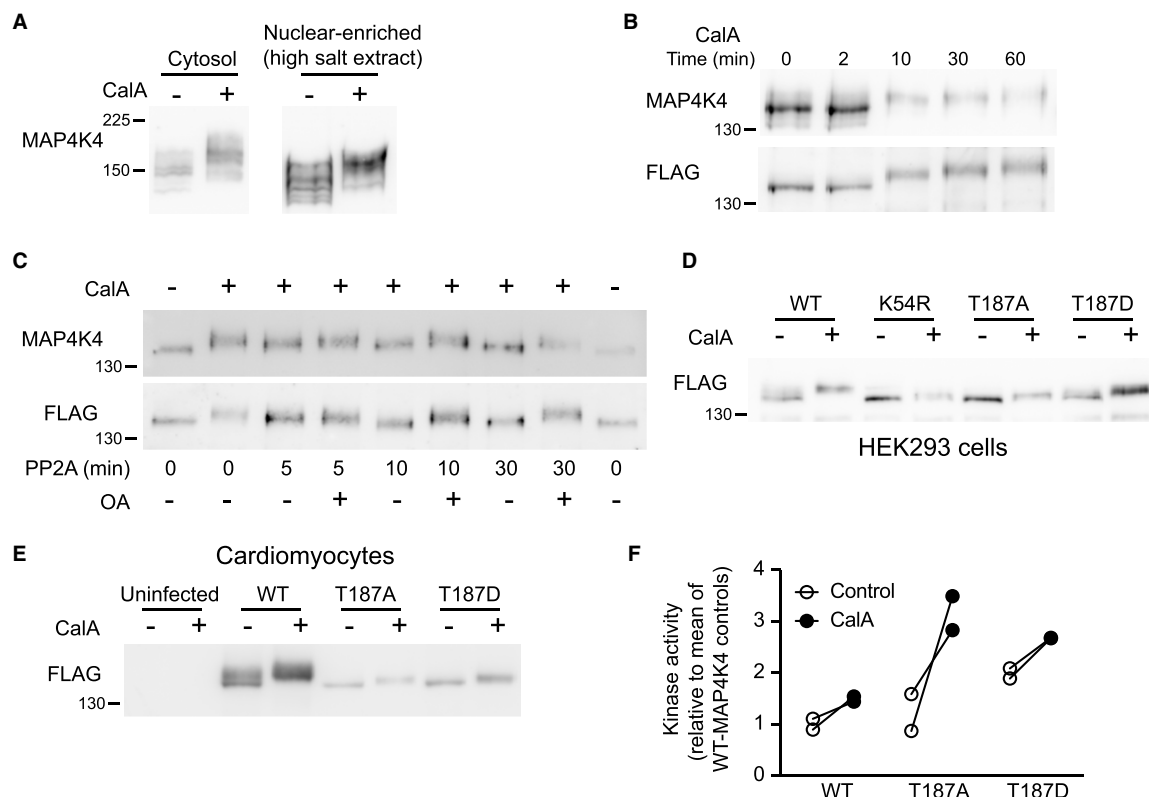 A
Cytosol
Nuclear-enriched
(high salt extract)
CalA - + - +
225
MAP4K4
150
B
CalA
Time (min) 0 2 10 30 60
MAP4K4
130
FLAG
130
C
CalA - + + + + + + + -
MAP4K4
130
FLAG
130
PP2A (min) 0 0 5 5 10 10 30 30 0
OA - - - + - + - + -
D
WT K54R T187A T187D
CalA - + - + - + - +
FLAG
130
HEK293 cells
E
Cardiomyocytes
Uninfected WT T187A T187D
CalA - + - + - + - +
FLAG
130
F
Kinase activity
(relative to mean of
WT-MAP4K4 controls)
4
3
2
1
0
Control
CalA
WT T187A T187D